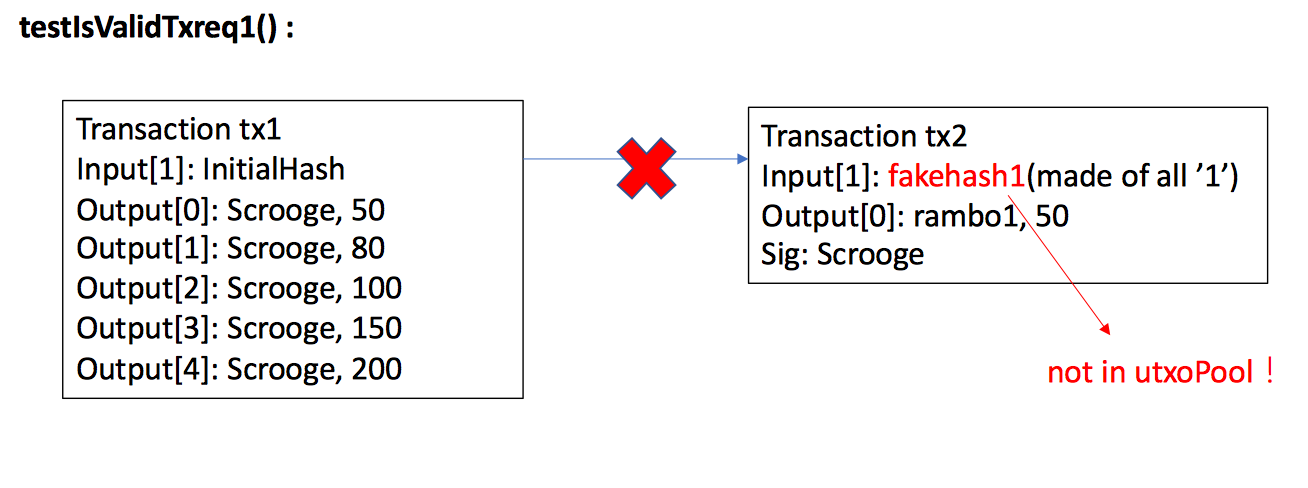 testIsValidTxreq1() :
Transaction tx1
Input[1]: InitialHash
Output[0]: Scrooge, 50
Output[1]: Scrooge, 80
Output[2]: Scrooge, 100
Output[3]: Scrooge, 150
Output[4]: Scrooge, 200
Transaction tx2
Input[1]: fakehash1(made of all ’1’)
Output[0]: rambo1, 50
Sig: Scrooge
not in utxoPool！